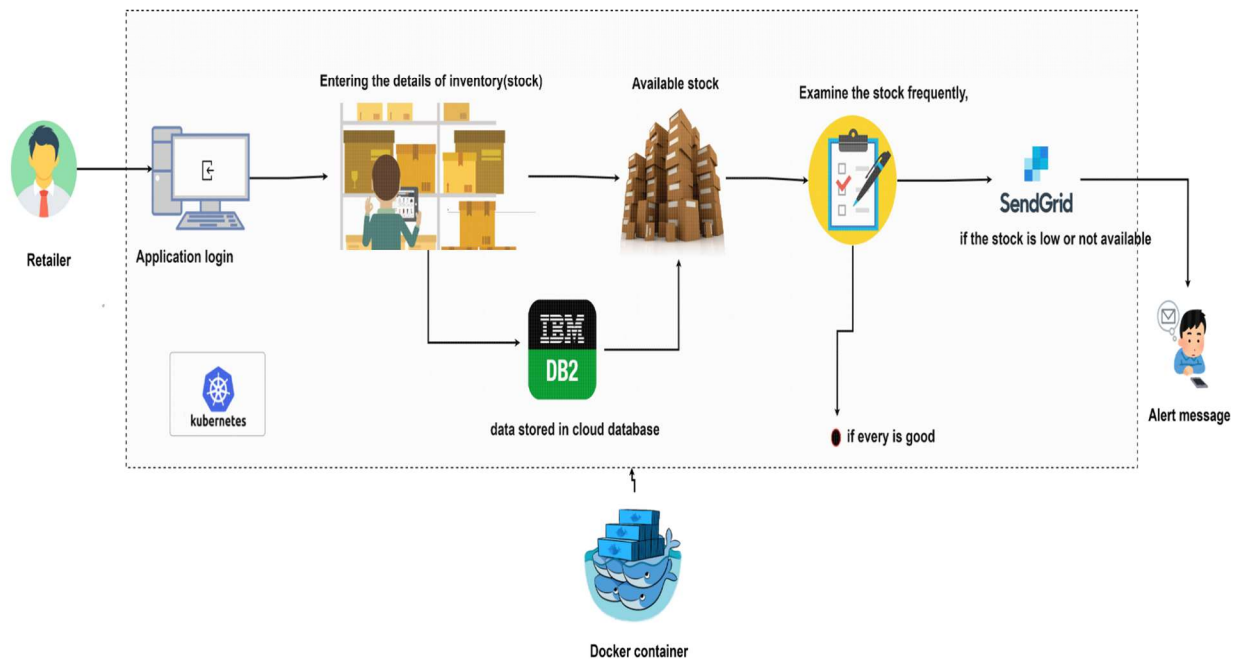 Entering the details of inventory(stock)
Available stock
Examine the stock frequently,
SendGrid
if the stock is low or not available
Retailer
Application login
IBM
DB2
kubernetes
data stored in cloud database
if every is good
Alert message
Docker container